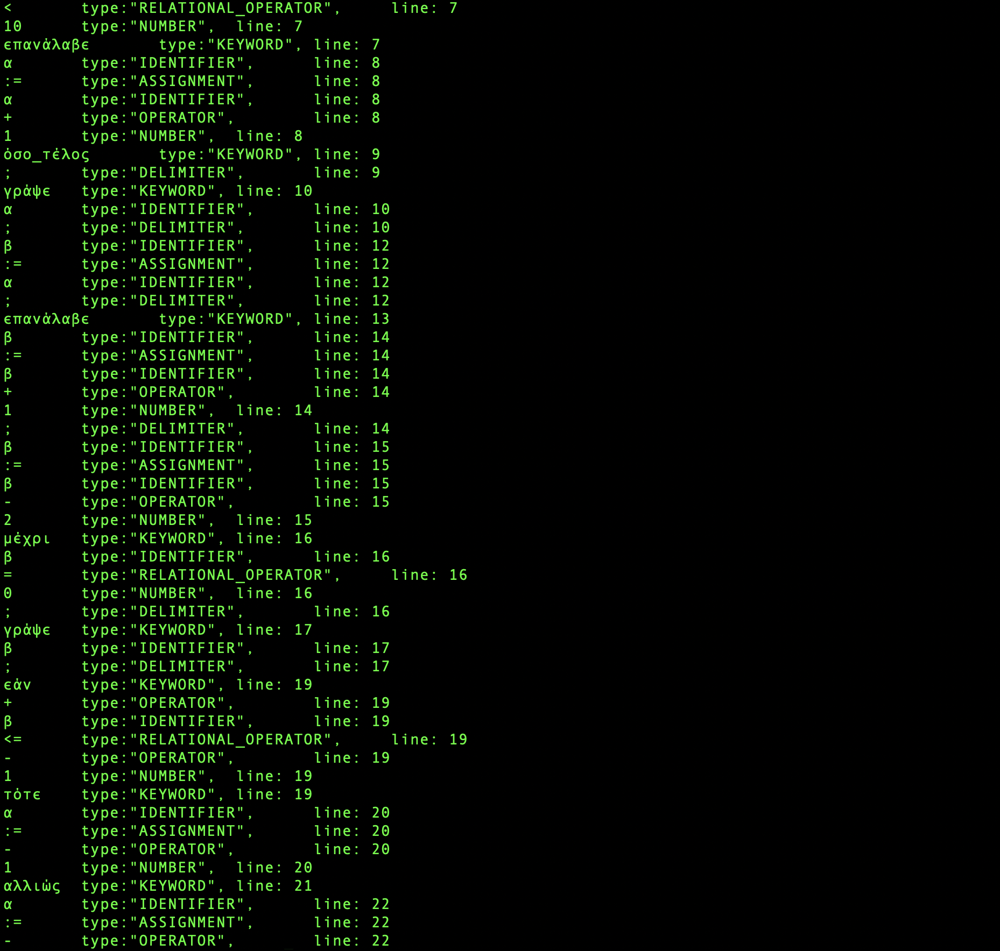 <	type:"RELATIONAL_OPERATOR",	line: 7
10	type:"NUMBER",	line: 7
επανάλαβε	type:"KEYWORD",	line: 7
α	type:"IDENTIFIER",	line: 8
:=	type:"ASSIGNMENT",	line: 8
α	type:"IDENTIFIER",	line: 8
+	type:"OPERATOR",	line: 8
1	type:"NUMBER",	line: 8
όσο_τέλος	type:"KEYWORD",	line: 9
;	type:"DELIMITER",	line: 9
γράψε	type:"KEYWORD",	line: 10
α	type:"IDENTIFIER",	line: 10
;	type:"DELIMITER",	line: 10
β	type:"IDENTIFIER",	line: 12
:=	type:"ASSIGNMENT",	line: 12
α	type:"IDENTIFIER",	line: 12
;	type:"DELIMITER",	line: 12
επανάλαβε	type:"KEYWORD",	line: 13
β	type:"IDENTIFIER",	line: 14
:=	type:"ASSIGNMENT",	line: 14
β	type:"IDENTIFIER",	line: 14
+	type:"OPERATOR",	line: 14
1	type:"NUMBER",	line: 14
;	type:"DELIMITER",	line: 14
β	type:"IDENTIFIER",	line: 15
:=	type:"ASSIGNMENT",	line: 15
β	type:"IDENTIFIER",	line: 15
-	type:"OPERATOR",	line: 15
2	type:"NUMBER",	line: 15
μέχρι	type:"KEYWORD",	line: 16
β	type:"IDENTIFIER",	line: 16
=	type:"RELATIONAL_OPERATOR",	line: 16
0	type:"NUMBER",	line: 16
;	type:"DELIMITER",	line: 16
γράψε	type:"KEYWORD",	line: 17
β	type:"IDENTIFIER",	line: 17
;	type:"DELIMITER",	line: 17
εάν	type:"KEYWORD",	line: 19
+	type:"OPERATOR",	line: 19
β	type:"IDENTIFIER",	line: 19
<=	type:"RELATIONAL_OPERATOR",	line: 19
-	type:"OPERATOR",	line: 19
1	type:"NUMBER",	line: 19
τότε	type:"KEYWORD",	line: 19
α	type:"IDENTIFIER",	line: 20
:=	type:"ASSIGNMENT",	line: 20
-	type:"OPERATOR",	line: 20
1	type:"NUMBER",	line: 20
αλλιώς	type:"KEYWORD",	line: 21
α	type:"IDENTIFIER",	line: 22
:=	type:"ASSIGNMENT",	line: 22
-	type:"OPERATOR",	line: 22